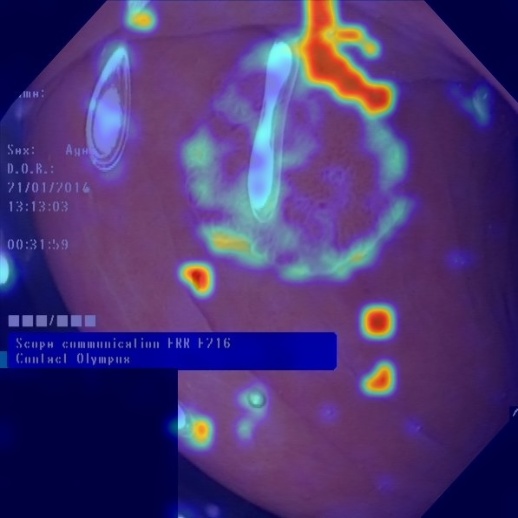 Sex: Age
D.O.B.:
21/01/2016
13:13:03
00:31:59
■■■/■■■
Scope communication ERR E216
Contact Olympus